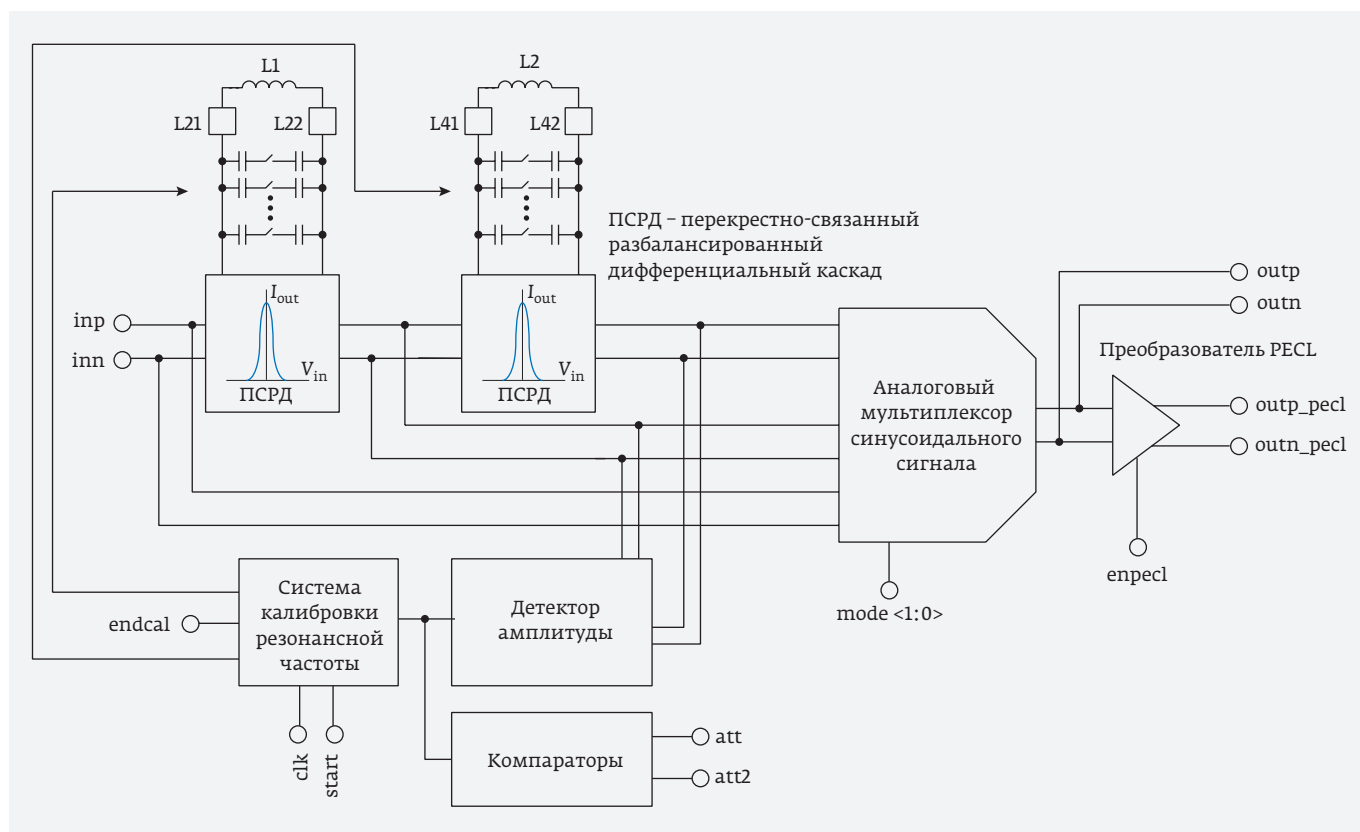 L1
L2
L21
L22
L41
L42
ПСРД – перекрестно-связанный
разбалансированный
дифференциальный каскад
outp
outn
inp
inn
Iout
Vin
ПСРД
Iout
Vin
ПСРД
Преобразователь PECL
Аналоговый
мультиплексор
синусоидального
сигнала
outp_pecl
outn_pecl
enpecl
mode <1:0>
endcal
Система
калибровки
резонансной
частоты
Детектор
амплитуды
clk
start
Компараторы
att
att2